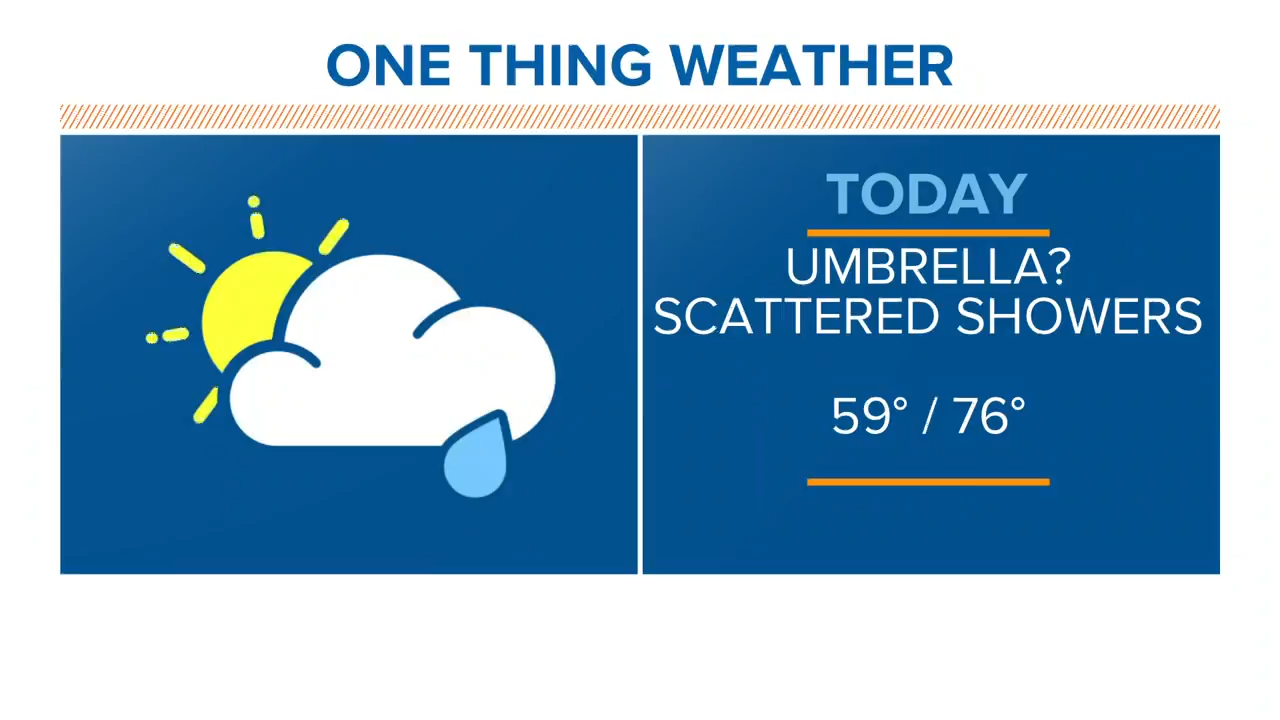 ONE THING WEATHER
TODAY
UMBRELLA?
SCATTERED SHOWERS
59° / 76°